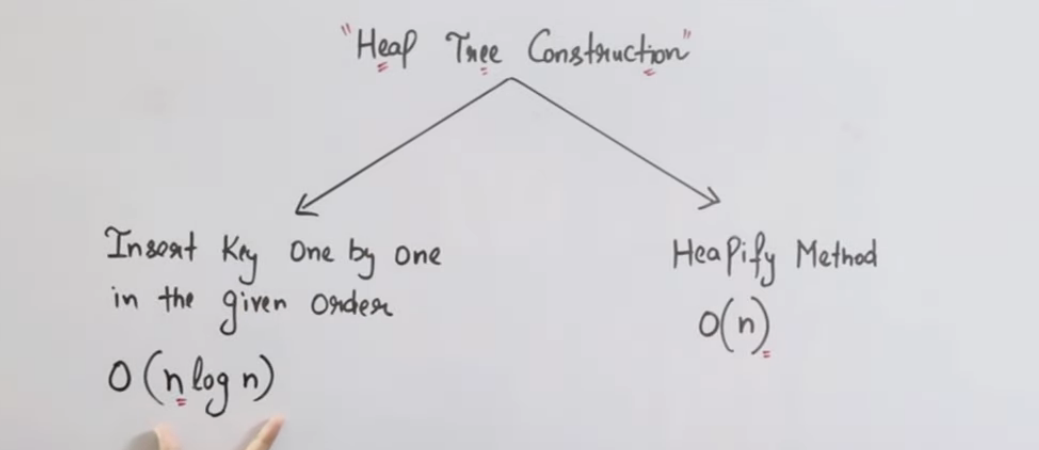 "Heap Tree Construction"
Insert Key One by one
in the given Order
O (n log n)
Heapify Method
O(n)